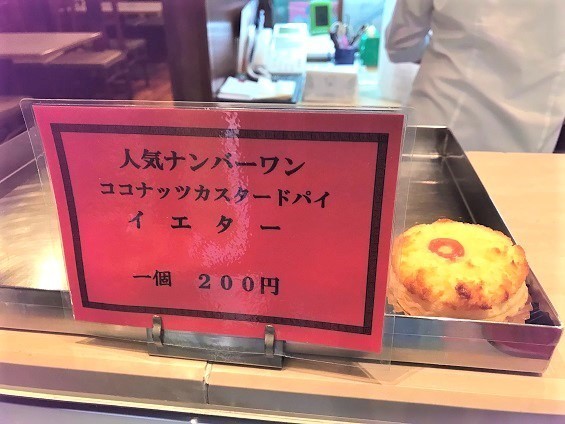 人気ナンバーワン
ココナッツカスタードパイ
イエター
一個 200円